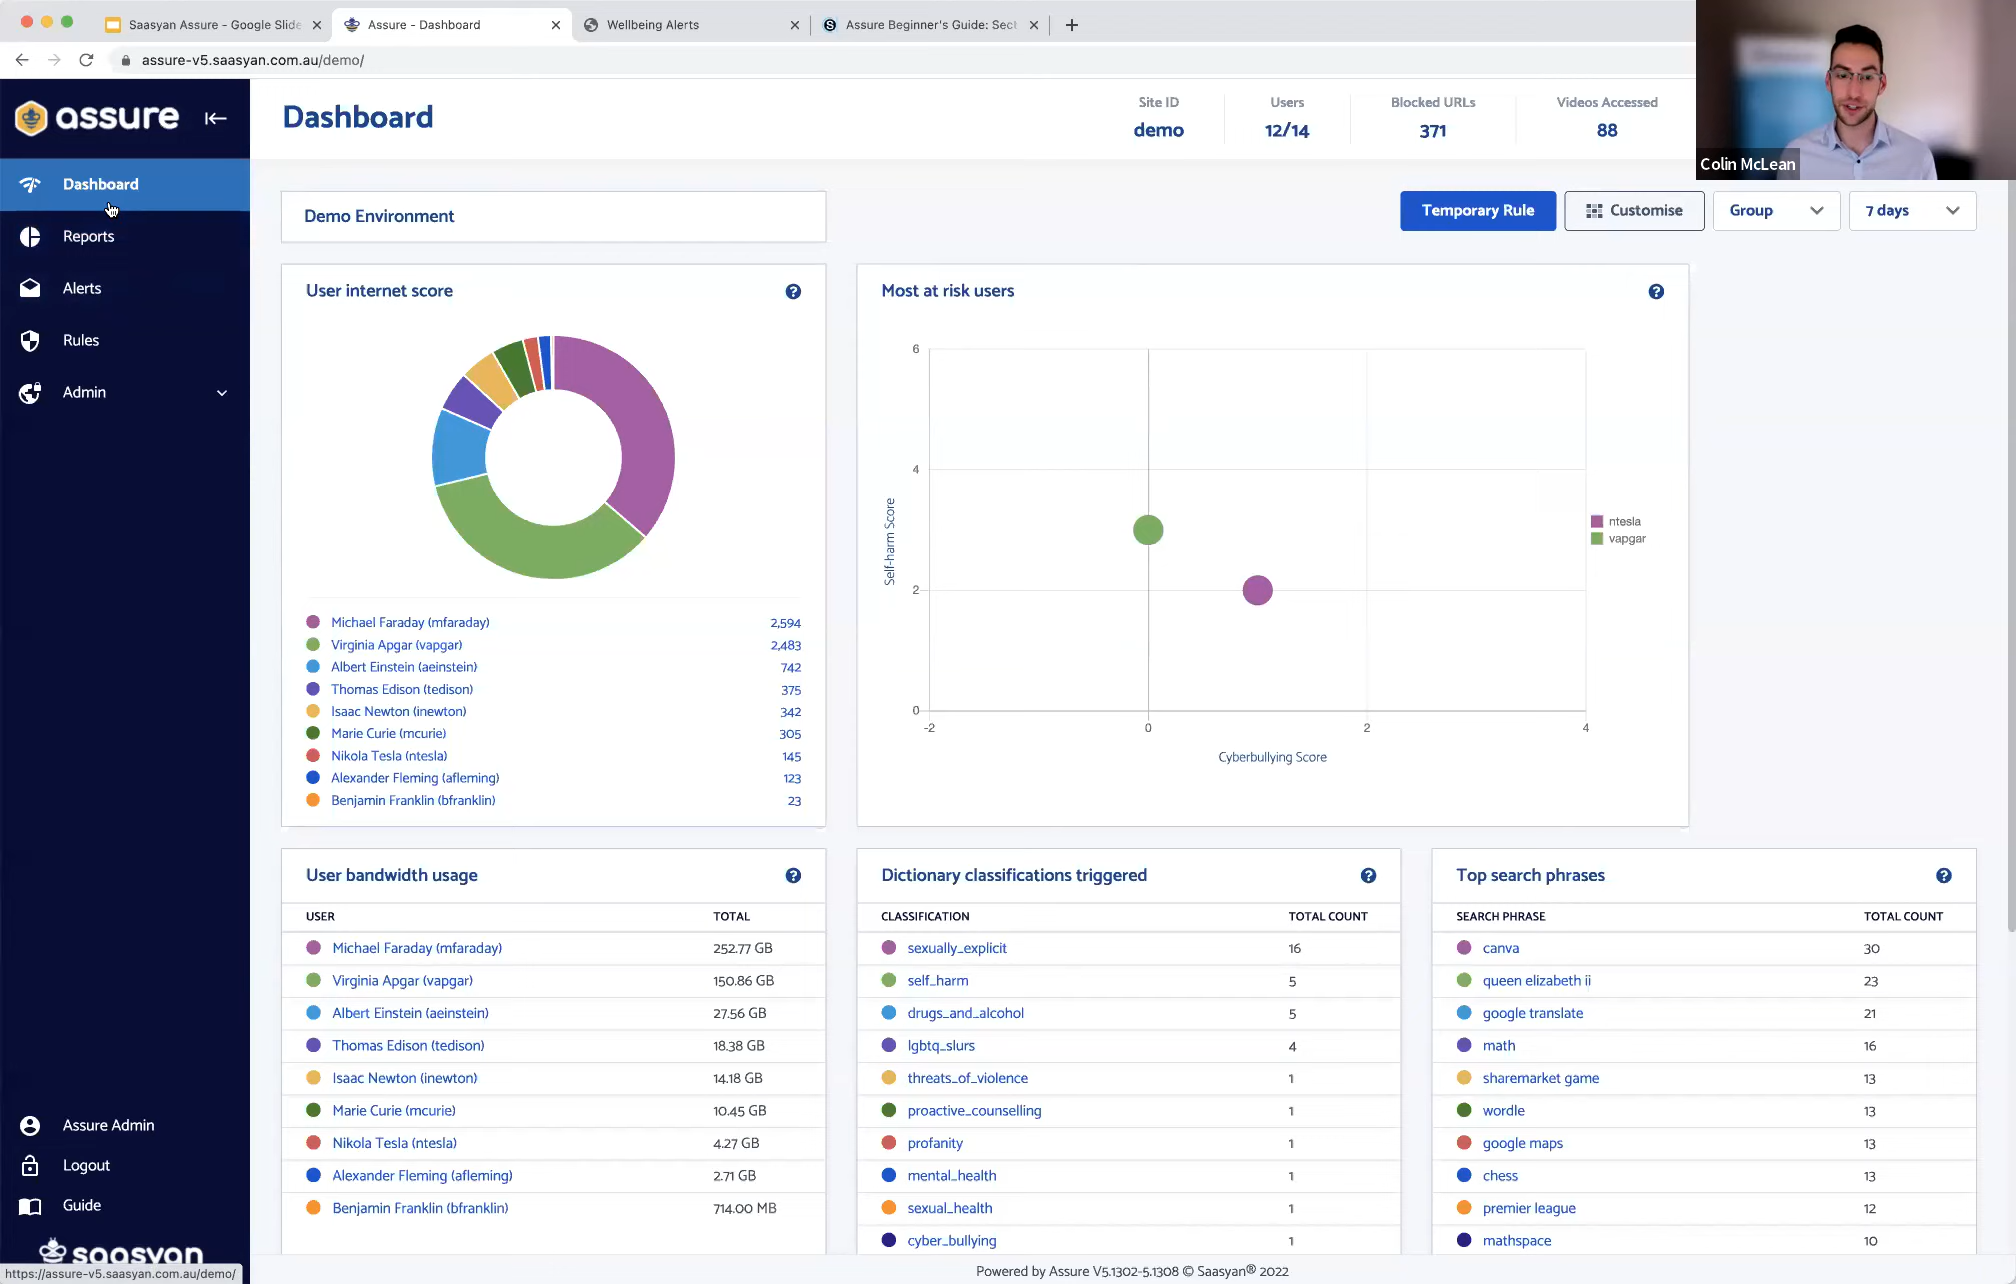 Saasyan Assure - Google Slide
Assure - Dashboard
Wellbeing Alerts
Assure Beginner's Guide: Sect
assure-v5.saasyan.com.au/demo/
assure
Dashboard
Reports
Alerts
Rules
Admin
Assure Admin
Logout
Guide
saasyan
https://assure-v5.saasyan.com.au/demo/
Dashboard
Site ID
demo
Users
12/14
Blocked URLs
371
Videos Accessed
88
Colin McLean
Demo Environment
Temporary Rule
Customise
Group
7 days
User internet score
Michael Faraday (mfaraday) 2,594
Virginia Apgar (vapgar) 2,483
Albert Einstein (aeinstein) 742
Thomas Edison (tedison) 375
Isaac Newton (inewton) 342
Marie Curie (mcurie) 305
Nikola Tesla (ntesla) 145
Alexander Fleming (afleming) 123
Benjamin Franklin (bfranklin) 23
Most at risk users
6
4
2
0
Self-harm Score
-2 0 2 4
Cyberbullying Score
ntesla
vapgar
User bandwidth usage
USER TOTAL
Michael Faraday (mfaraday) 252.77 GB
Virginia Apgar (vapgar) 150.86 GB
Albert Einstein (aeinstein) 27.56 GB
Thomas Edison (tedison) 18.38 GB
Isaac Newton (inewton) 14.18 GB
Marie Curie (mcurie) 10.45 GB
Nikola Tesla (ntesla) 4.27 GB
Alexander Fleming (afleming) 2.71 GB
Benjamin Franklin (bfranklin) 714.00 MB
Dictionary classifications triggered
CLASSIFICATION TOTAL COUNT
sexually_explicit 16
self_harm 5
drugs_and_alcohol 5
lgbtq_slurs 4
threats_of_violence 1
proactive_counselling 1
profanity 1
mental_health 1
sexual_health 1
cyber_bullying 1
Top search phrases
SEARCH PHRASE TOTAL COUNT
canva 30
queen elizabeth ii 23
google translate 21
math 16
sharemarket game 13
wordle 13
google maps 13
chess 13
premier league 12
mathspace 10
Powered by Assure V5.1302-5.1308 © Saasyan® 2022